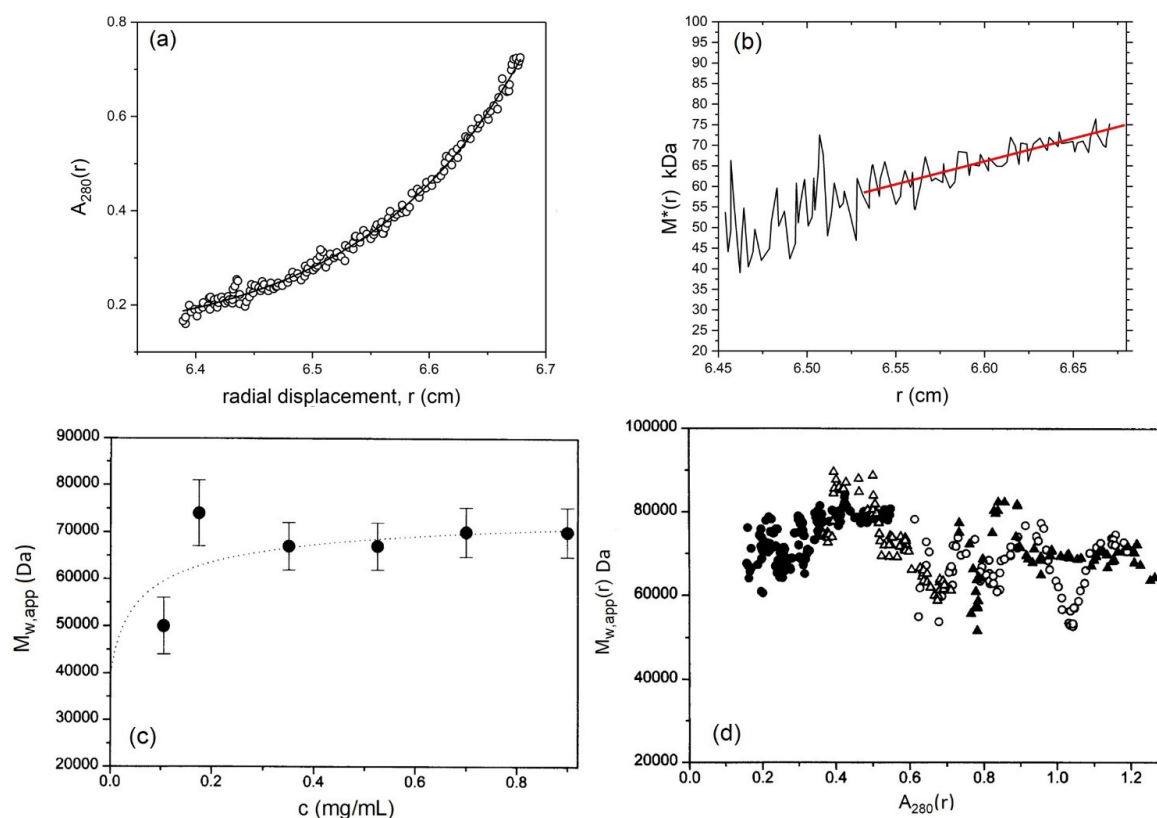 (a)
0.8
0.6
0.4
0.2
A₂₈₀(r)
6.4 6.5 6.6 6.7
radial displacement, r (cm)
(b)
100
95
90
85
80
75
70
65
60
55
50
45
40
35
30
25
20
M*(r) kDa
6.45 6.50 6.55 6.60 6.65
r (cm)
90000
80000
70000
60000
50000
40000
30000
20000
M_w,app (Da)
(c)
0.0 0.2 0.4 0.6 0.8
c (mg/mL)
100000
80000
60000
40000
20000
M_w,app(r) Da
(d)
0.0 0.2 0.4 0.6 0.8 1.0 1.2
A₂₈₀(r)